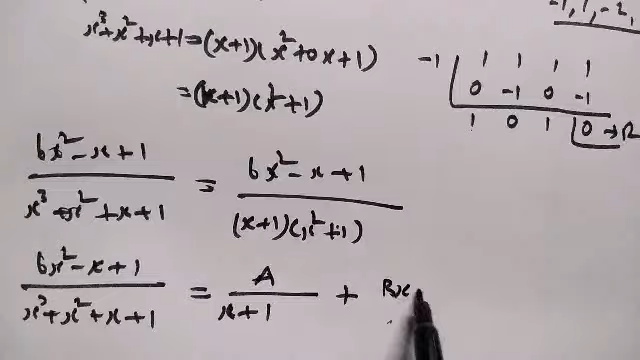 x³+x²+x+1 = (x+1)(x²+0x+1)
= (x+1)(x²+1)
-1, 1, -2,
-1 | 1 1 1 1
0 -1 0 -1
1 0 1 0 → R
6x²-x+1 / x³+x²+x+1 = 6x²-x+1 / (x+1)(x²+1)
6x²-x+1 / x³+x²+x+1 = A / x+1 + Bx